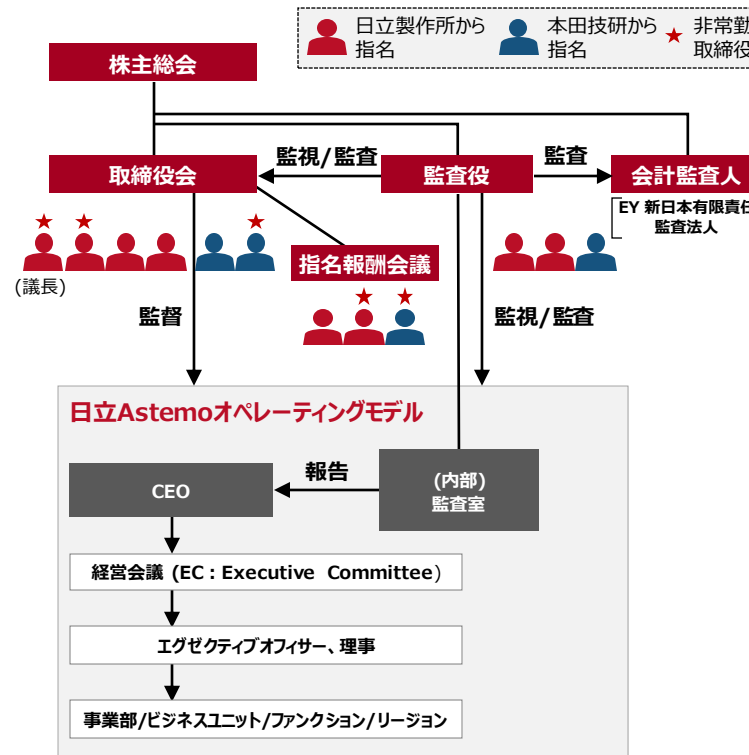 日立製作所から
指名
本田技研から
指名
★ 非常勤
取締役
株主総会
取締役会
監視/監査
監査役
監査
会計監査人
EY 新日本有限責任
監査法人
(議長)
指名報酬会議
監督
監視/監査
日立Astemoオペレーティングモデル
CEO
報告
(内部)
監査室
経営会議 (EC : Executive Committee)
エグゼクティブオフィサー、理事
事業部/ビジネスユニット/ファンクション/リージョン